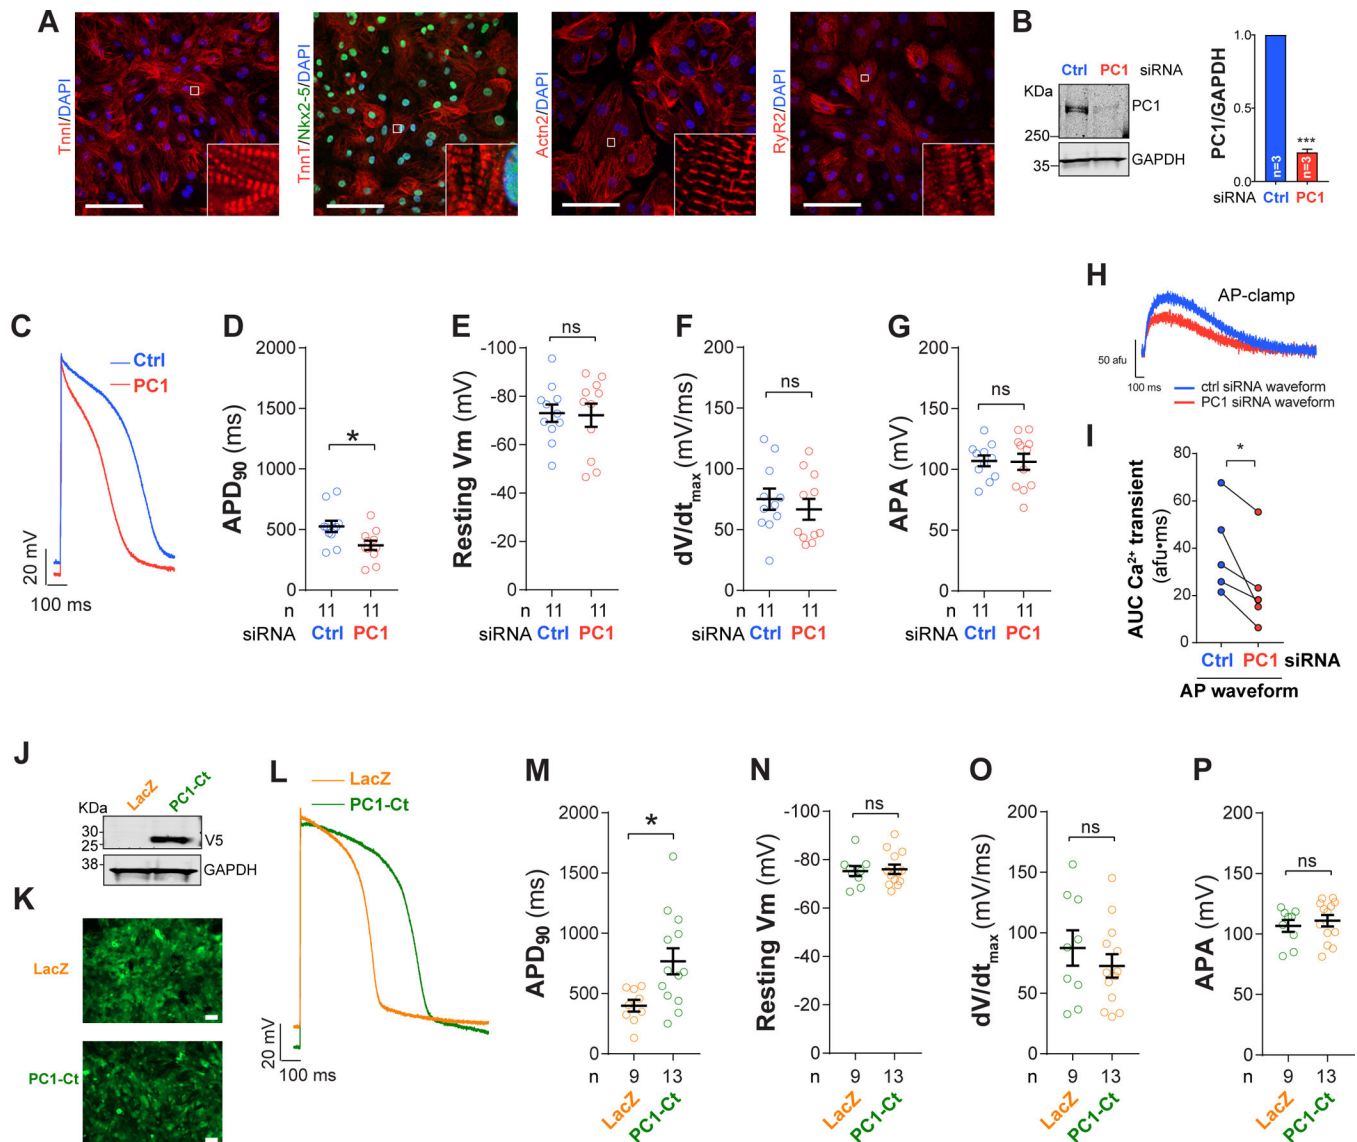 A
TnnI/DAPI
TnnT/Nkx2-5/DAPI
Actn2/DAPI
RyR2/DAPI
B
Ctrl PC1 siRNA
KDa
PC1
250
35
GAPDH
PC1/GAPDH
1.0
0.5
0.0
***
n=3
n=3
siRNA Ctrl PC1
C
Ctrl
PC1
20 mV
100 ms
D
APD90 (ms)
2000
1500
1000
500
0
*
n 11 11
siRNA Ctrl PC1
E
Resting Vm (mV)
-100
-80
-60
-40
-20
0
ns
n 11 11
siRNA Ctrl PC1
F
dV/dtmax (mV/ms)
200
150
100
50
0
ns
n 11 11
siRNA Ctrl PC1
G
APA (mV)
200
150
100
50
0
ns
n 11 11
siRNA Ctrl PC1
H
AP-clamp
50 afu
100 ms
ctrl siRNA waveform
PC1 siRNA waveform
I
AUC Ca2+ transient
(afu•ms)
80
60
40
20
0
*
Ctrl PC1 siRNA
AP waveform
J
LacZ
PC1-Ct
KDa
30
25
V5
38
GAPDH
K
LacZ
PC1-Ct
L
LacZ
PC1-Ct
20 mV
100 ms
M
APD90 (ms)
2000
1500
1000
500
0
*
n 9 13
LacZ
PC1-Ct
N
Resting Vm (mV)
-100
-80
-60
-40
-20
0
ns
n 9 13
LacZ
PC1-Ct
O
dV/dtmax (mV/ms)
200
150
100
50
0
ns
n 9 13
LacZ
PC1-Ct
P
APA (mV)
200
150
100
50
0
ns
n 9 13
LacZ
PC1-Ct